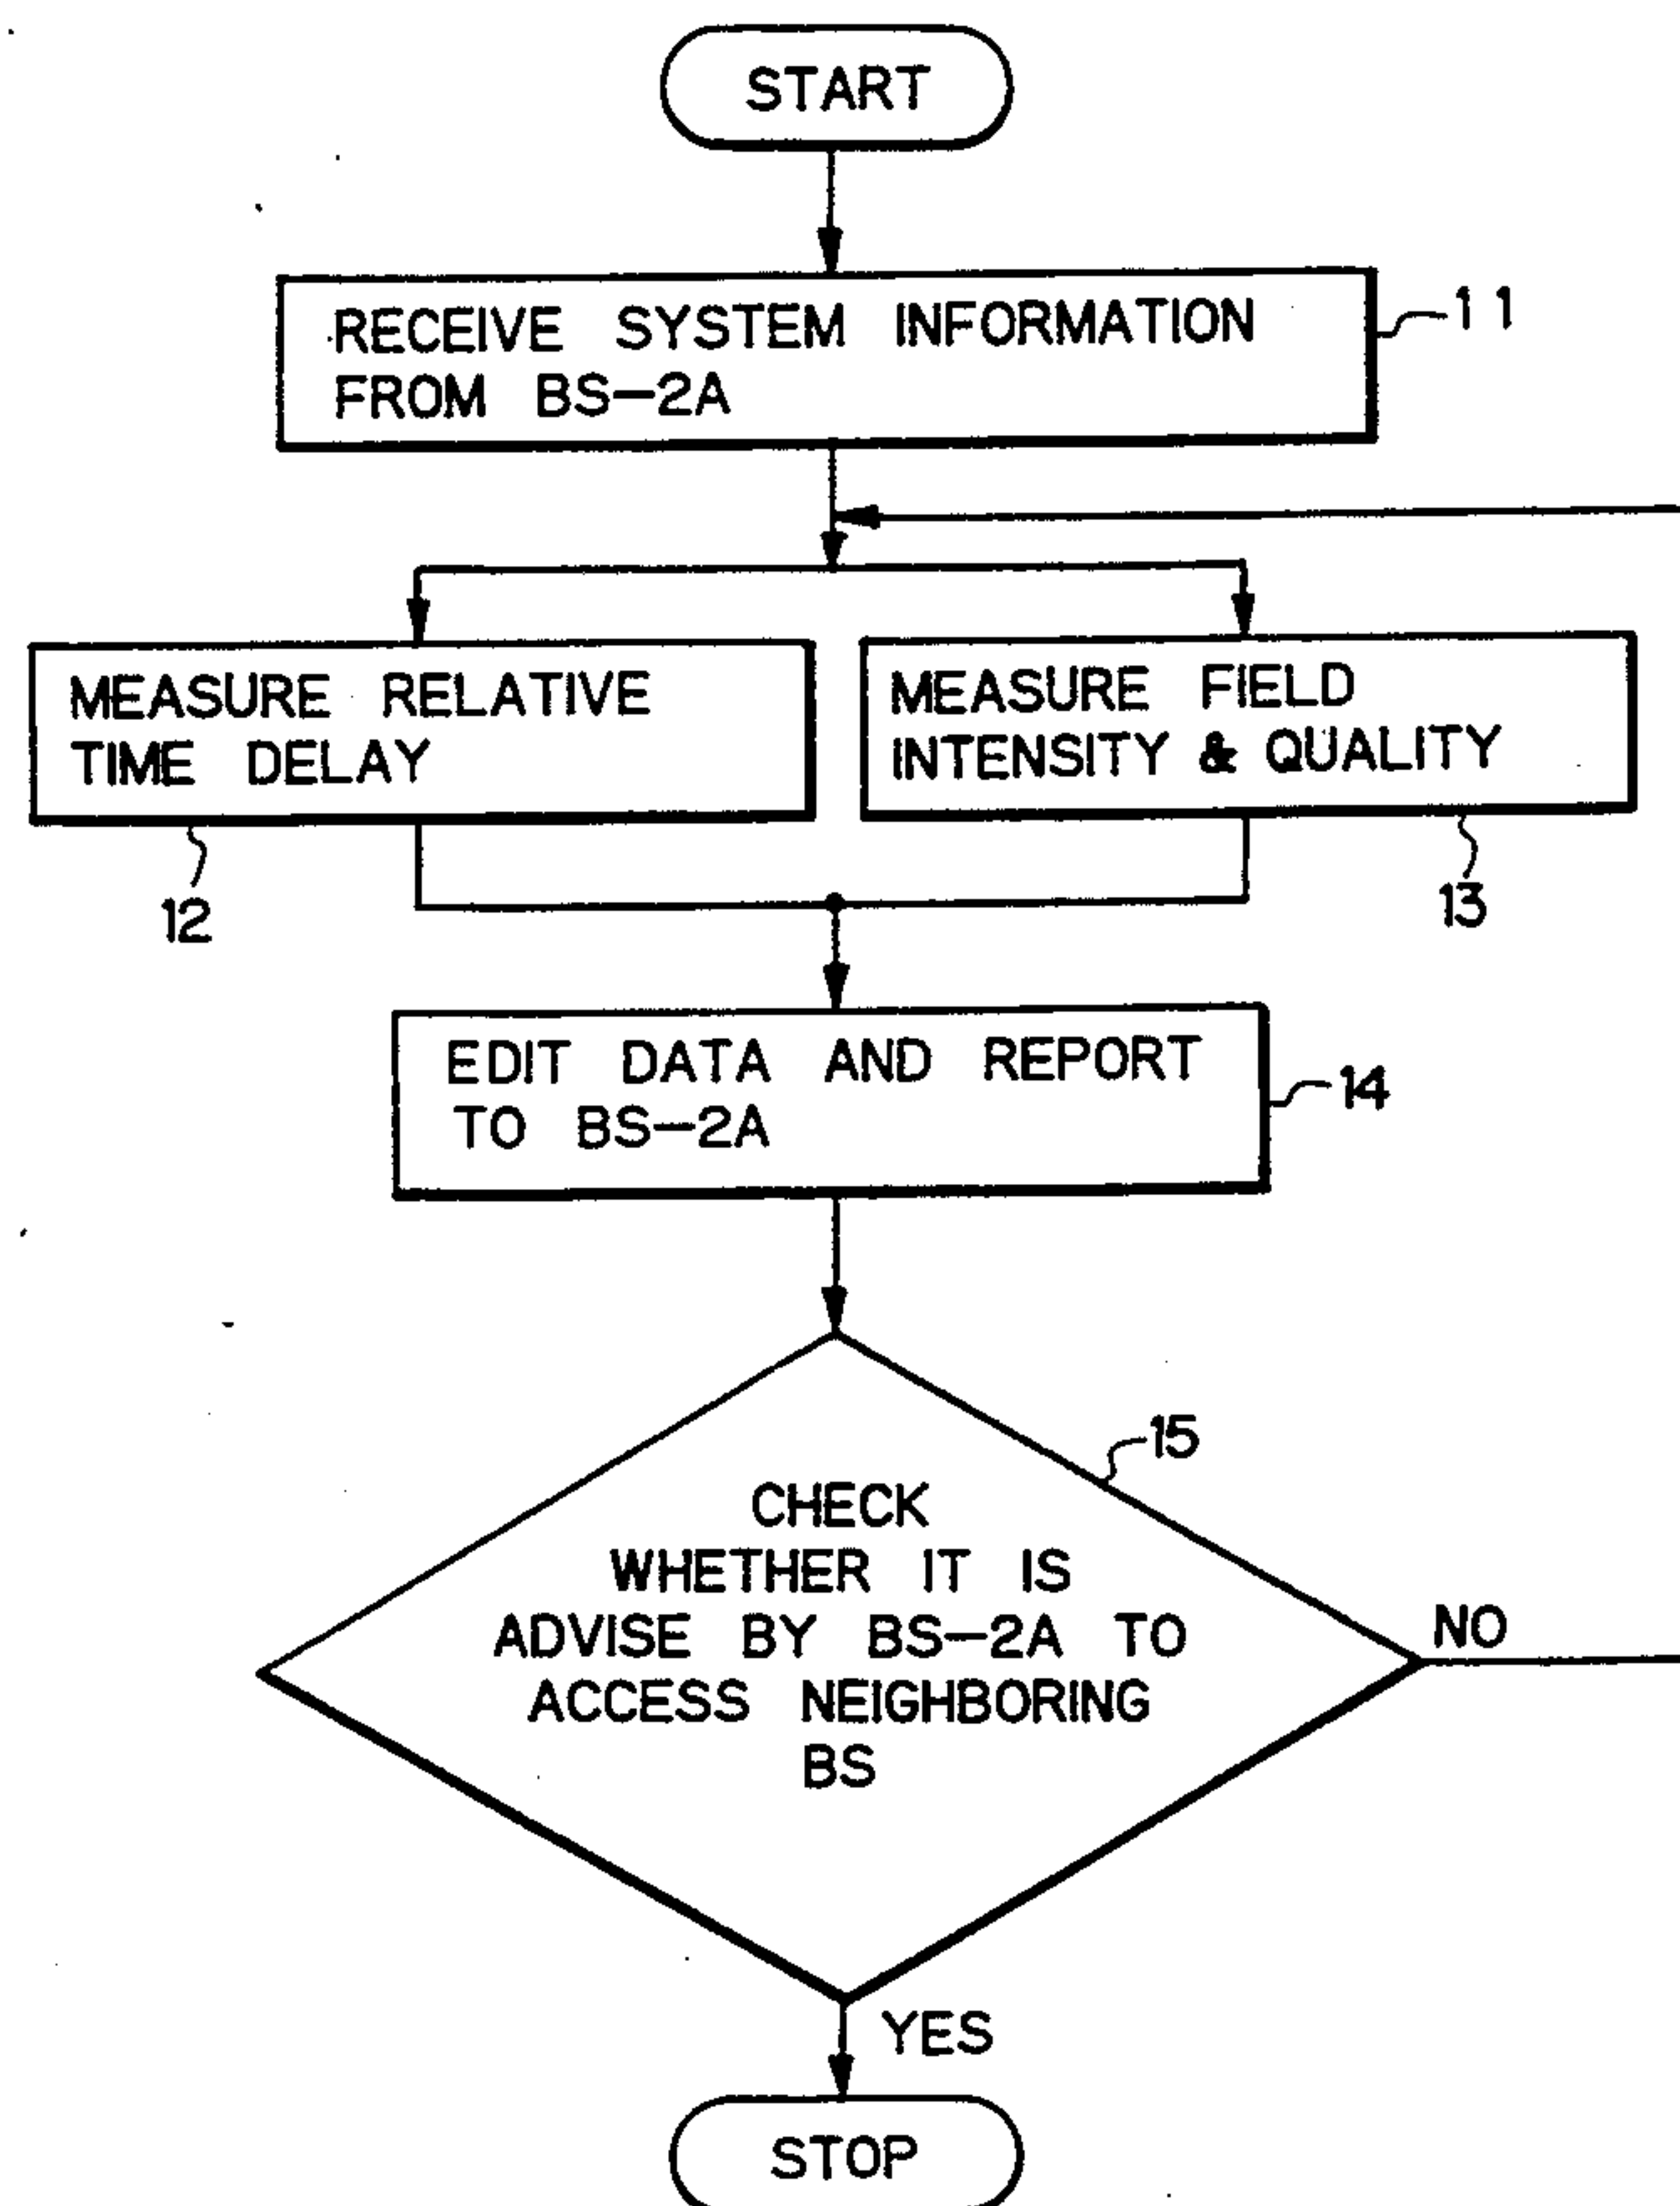 START
RECEIVE SYSTEM INFORMATION
FROM BS-2A
11
MEASURE RELATIVE
TIME DELAY
12
MEASURE FIELD
INTENSITY & QUALITY
13
EDIT DATA AND REPORT
TO BS-2A
14
15
CHECK
WHETHER IT IS
ADVISE BY BS-2A TO
ACCESS NEIGHBORING
BS
NO
YES
STOP